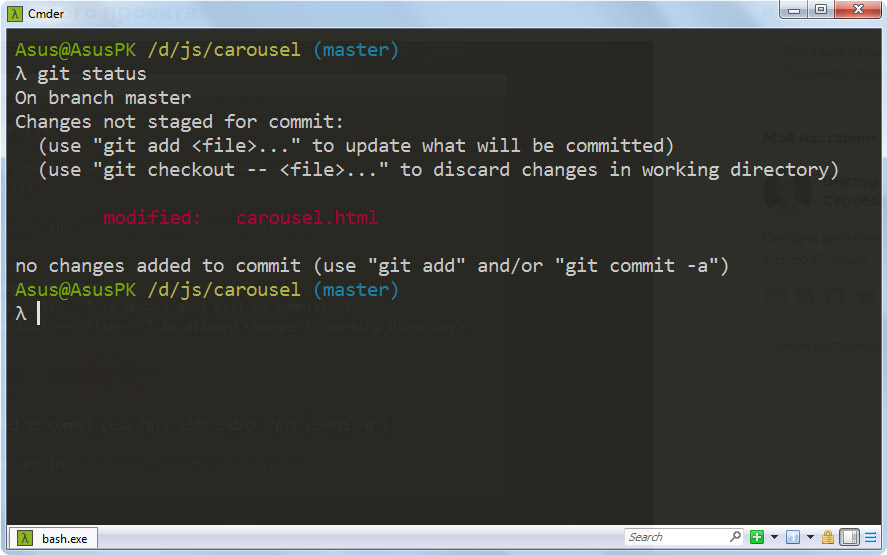 Cmder
Asus@AsusPK /d/js/carousel (master)
λ git status
On branch master
Changes not staged for commit:
(use "git add <file>..." to update what will be committed)
(use "git checkout -- <file>..." to discard changes in working directory)
modified: carousel.html
no changes added to commit (use "git add" and/or "git commit -a")
Asus@AsusPK /d/js/carousel (master)
λ
bash.exe
Search